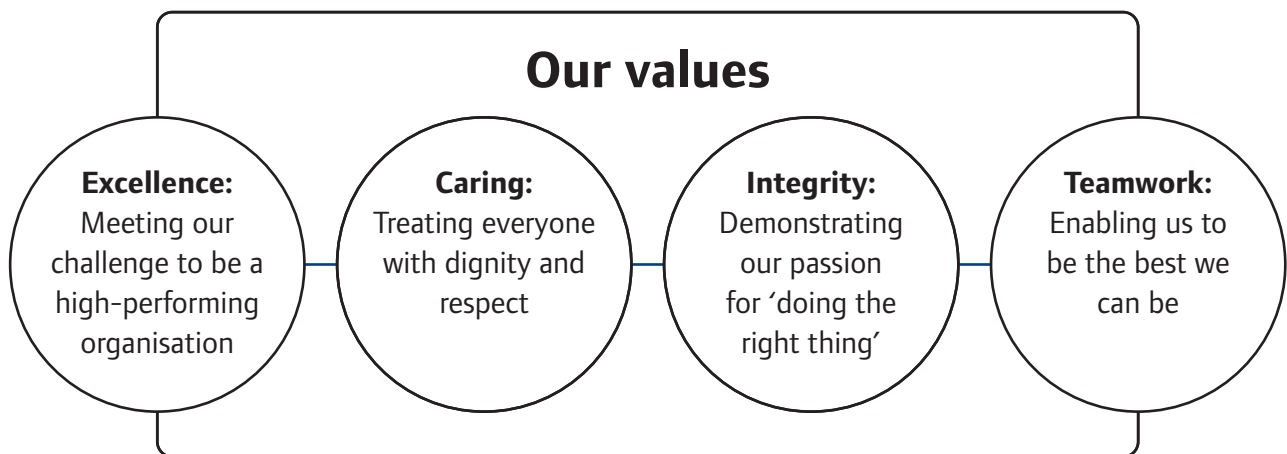 Our values
Excellence:
Meeting our
challenge to be a
high-performing
organisation
Caring:
Treating everyone
with dignity and
respect
Integrity:
Demonstrating
our passion
for ‘doing the
right thing’
Teamwork:
Enabling us to
be the best we
can be